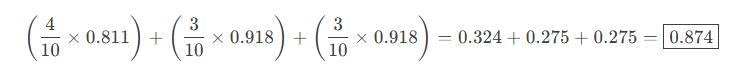 (4/10 × 0.811) + (3/10 × 0.918) + (3/10 × 0.918) = 0.324 + 0.275 + 0.275 = 0.874